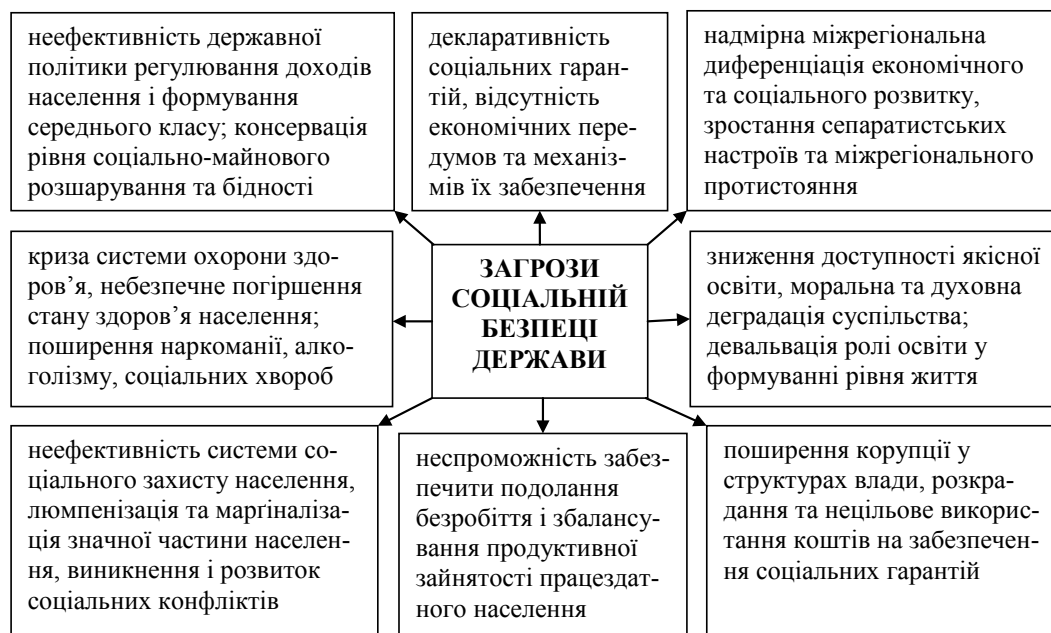 неефективність державної
політики регулювання доходів
населення і формування
середнього класу; консервація
рівня соціально-майнового
розшарування та бідності
декларативність
соціальних гаран-
тій, відсутність
економічних пере-
думов та механіз-
мів їх забезпечення
надмірна міжрегіональна
диференціація економічного
та соціального розвитку,
зростання сепаратистських
настроїв та міжрегіонального
протистояння
криза системи охорони здо-
ров’я, небезпечне погіршення
стану здоров’я населення;
поширення наркоманії, алко-
голізму, соціальних хвороб
ЗАГРОЗИ
СОЦІАЛЬНІЙ
БЕЗПЕЦІ
ДЕРЖАВИ
зниження доступності якісної
освіти, моральна та духовна
деградація суспільства;
девальвація ролі освіти у
формуванні рівня життя
неефективність системи со-
ціального захисту населення,
люмпенізація та марґіналіза-
ція значної частини населен-
ня, виникнення і розвиток
соціальних конфліктів
неспроможність забез-
печити подолання
безробіття і збалансу-
вання продуктивної
зайнятості працездат-
ного населення
поширення корупції у
структурах влади, розкра-
дання та нецільове викорис-
тання коштів на забезпечен-
ня соціальних гарантій